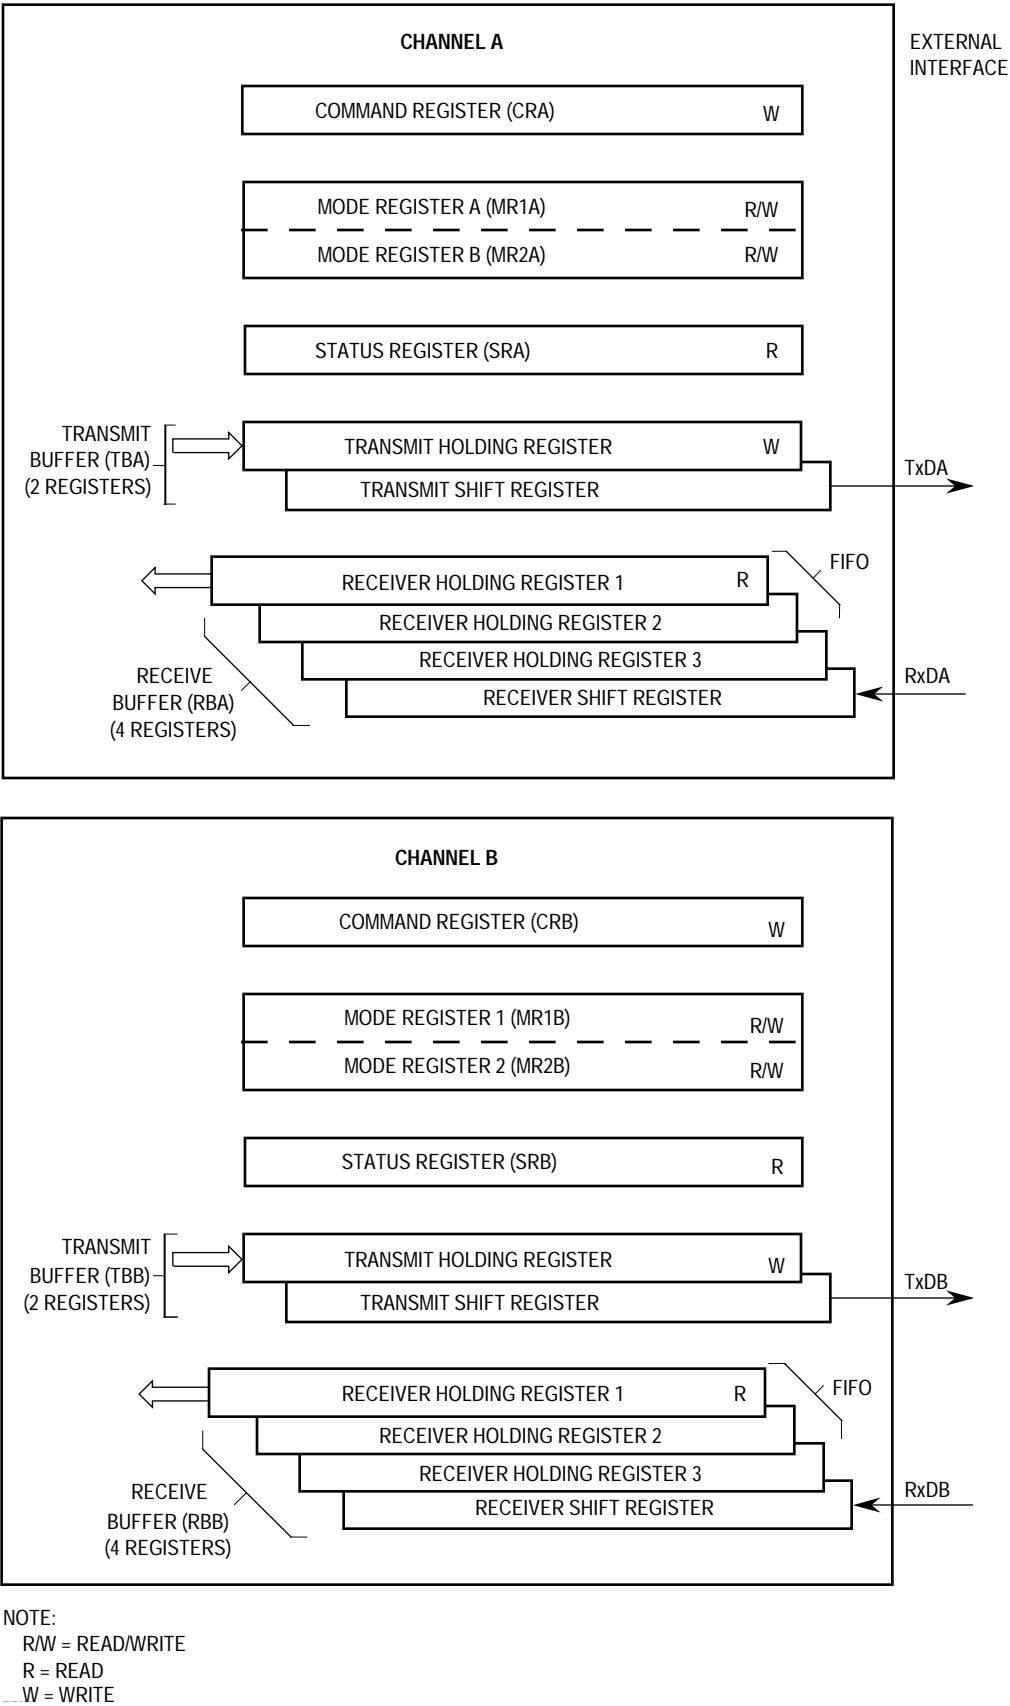 CHANNEL A
EXTERNAL
INTERFACE
COMMAND REGISTER (CRA) W
MODE REGISTER A (MR1A) R/W
MODE REGISTER B (MR2A) R/W
STATUS REGISTER (SRA) R
TRANSMIT
BUFFER (TBA)
(2 REGISTERS)
TRANSMIT HOLDING REGISTER W
TRANSMIT SHIFT REGISTER
TxDA
FIFO
RECEIVER HOLDING REGISTER 1 R
RECEIVER HOLDING REGISTER 2
RECEIVER HOLDING REGISTER 3
RECEIVER SHIFT REGISTER
RxDA
RECEIVE
BUFFER (RBA)
(4 REGISTERS)
CHANNEL B
COMMAND REGISTER (CRB) W
MODE REGISTER 1 (MR1B) R/W
MODE REGISTER 2 (MR2B) R/W
STATUS REGISTER (SRB) R
TRANSMIT
BUFFER (TBB)
(2 REGISTERS)
TRANSMIT HOLDING REGISTER W
TRANSMIT SHIFT REGISTER
TxDB
FIFO
RECEIVER HOLDING REGISTER 1 R
RECEIVER HOLDING REGISTER 2
RECEIVER HOLDING REGISTER 3
RECEIVER SHIFT REGISTER
RxDB
RECEIVE
BUFFER (RBB)
(4 REGISTERS)
NOTE:
R/W = READ/WRITE
R = READ
W = WRITE